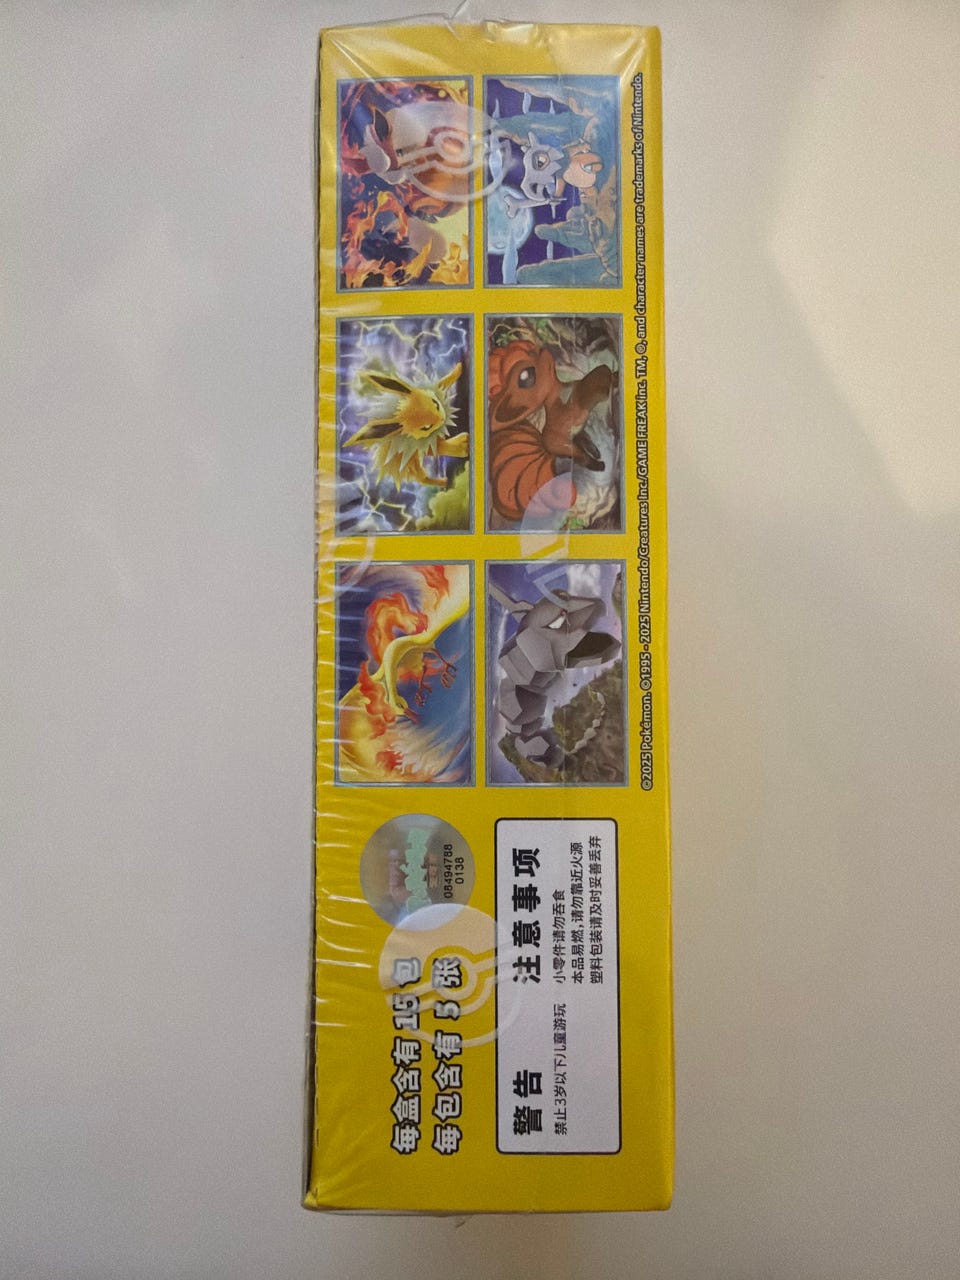 每盒含有 15 包
每包含有 5 张
警告
禁止3岁以下儿童游玩
注意事项
小零件请勿吞食
本品易燃,请勿靠近火源
塑料包装请及时妥善丢弃
08494788
0138
©2025 Pokémon. ©1995 - 2025 Nintendo/Creatures Inc./GAME FREAK inc. TM, ®, and character names are trademarks of Nintendo.